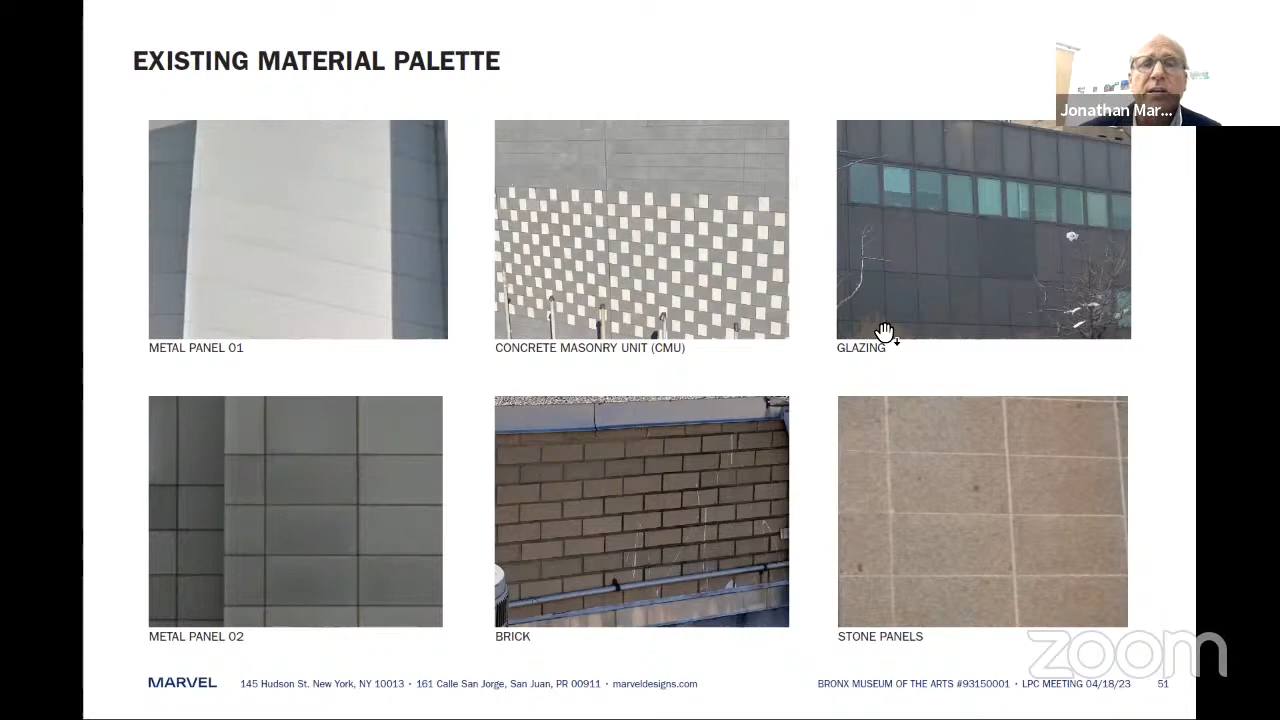 EXISTING MATERIAL PALETTE
Jonathan Mar...
METAL PANEL 01
CONCRETE MASONRY UNIT (CMU)
GLAZING
METAL PANEL 02
BRICK
STONE PANELS
zoom
MARVEL 145 Hudson St. New York, NY 10013 • 161 Calle San Jorge, San Juan, PR 00911 • marveldesigns.com BRONX MUSEUM OF THE ARTS #93150001 • LPC MEETING 04/18/23 51